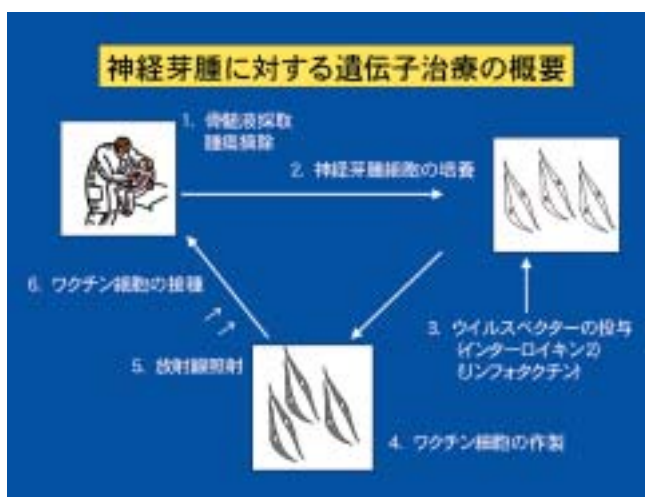 神経芽腫に対する遺伝子治療の概要
1. 骨髄液採取
腫瘍摘除
2. 神経芽腫細胞の培養
6. ワクチン細胞の接種
3. ウイルスベクターの投与
(インターロイキン2)
(リンフォタクチン)
5. 放射線照射
4. ワクチン細胞の作製